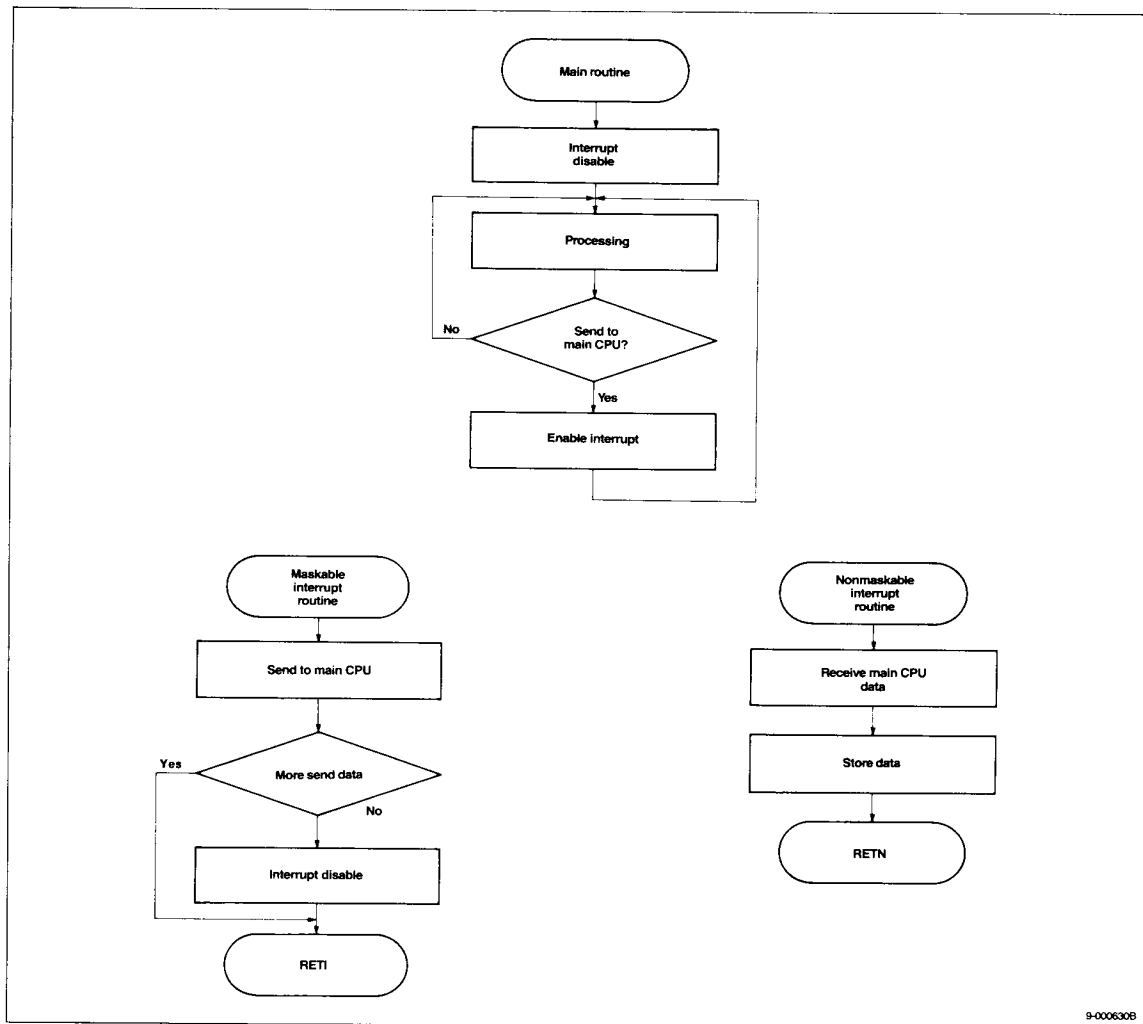 Main routine
Interrupt
disable
Processing
No
Send to
main CPU?
Yes
Enable interrupt
Maskable
interrupt
routine
Send to main CPU
Yes
More send data
No
Interrupt disable
RETI
Nonmaskable
interrupt
routine
Receive main CPU
data
Store data
RETN
9-000630B